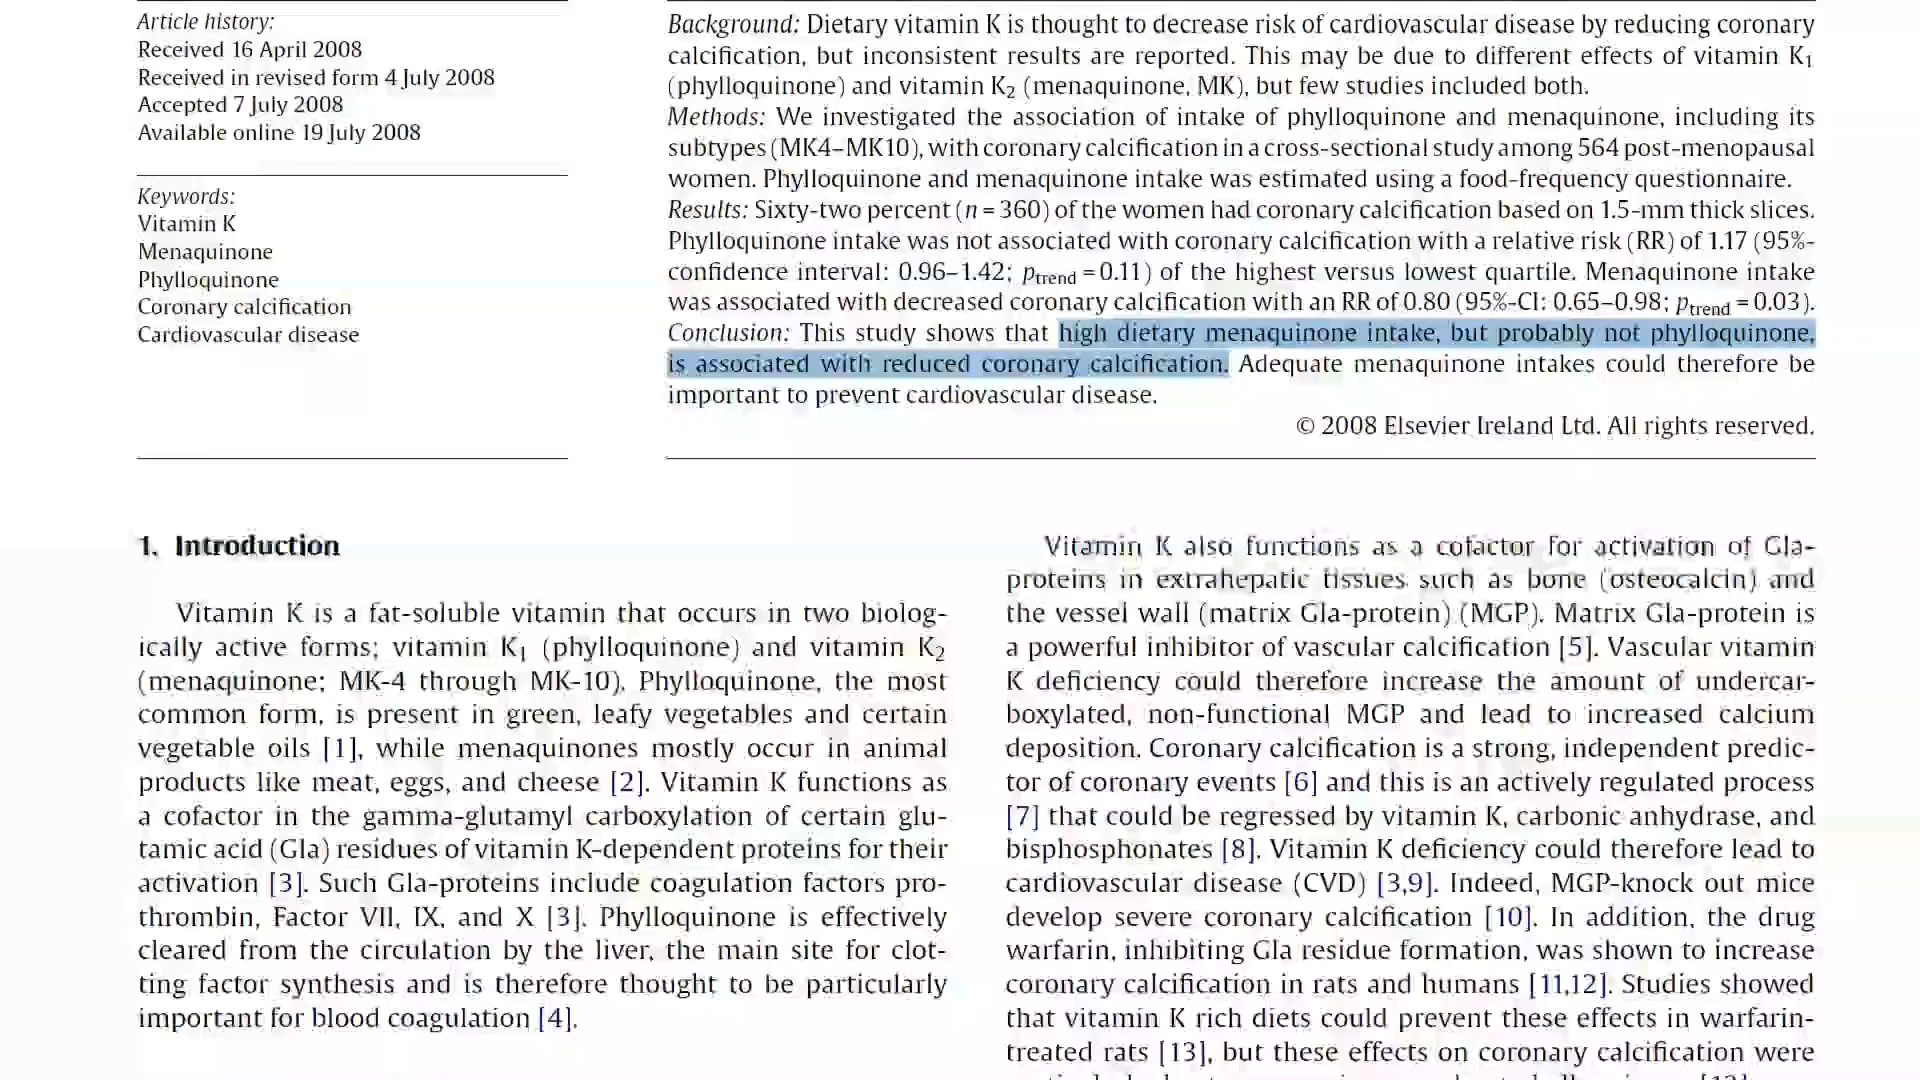 Article history:
Received 16 April 2008
Received in revised form 4 July 2008
Accepted 7 July 2008
Available online 19 July 2008
Keywords:
Vitamin K
Menaquinone
Phylloquinone
Coronary calcification
Cardiovascular disease
Background: Dietary vitamin K is thought to decrease risk of cardiovascular disease by reducing coronary
calcification, but inconsistent results are reported. This may be due to different effects of vitamin K₁
(phylloquinone) and vitamin K₂ (menaquinone, MK), but few studies included both.
Methods: We investigated the association of intake of phylloquinone and menaquinone, including its
subtypes (MK4–MK10), with coronary calcification in a cross-sectional study among 564 post-menopausal
women. Phylloquinone and menaquinone intake was estimated using a food-frequency questionnaire.
Results: Sixty-two percent (n = 360) of the women had coronary calcification based on 1.5-mm thick slices.
Phylloquinone intake was not associated with coronary calcification with a relative risk (RR) of 1.17 (95%-
confidence interval: 0.96–1.42; ptrend = 0.11) of the highest versus lowest quartile. Menaquinone intake
was associated with decreased coronary calcification with an RR of 0.80 (95%-CI: 0.65–0.98; ptrend = 0.03).
Conclusion: This study shows that high dietary menaquinone intake, but probably not phylloquinone,
is associated with reduced coronary calcification. Adequate menaquinone intakes could therefore be
important to prevent cardiovascular disease.
© 2008 Elsevier Ireland Ltd. All rights reserved.
1. Introduction
Vitamin K is a fat-soluble vitamin that occurs in two biolog-
ically active forms; vitamin K₁ (phylloquinone) and vitamin K₂
(menaquinone; MK-4 through MK-10). Phylloquinone, the most
common form, is present in green, leafy vegetables and certain
vegetable oils [1], while menaquinones mostly occur in animal
products like meat, eggs, and cheese [2]. Vitamin K functions as
a cofactor in the gamma-glutamyl carboxylation of certain glu-
tamic acid (Gla) residues of vitamin K-dependent proteins for their
activation [3]. Such Gla-proteins include coagulation factors pro-
thrombin, Factor VII, IX, and X [3]. Phylloquinone is effectively
cleared from the circulation by the liver, the main site for clot-
ting factor synthesis and is therefore thought to be particularly
important for blood coagulation [4].
Vitamin K also functions as a cofactor for activation of Gla-
proteins in extrahepatic tissues such as bone (osteocalcin) and
the vessel wall (matrix Gla-protein) (MGP). Matrix Gla-protein is
a powerful inhibitor of vascular calcification [5]. Vascular vitamin
K deficiency could therefore increase the amount of undercar-
boxylated, non-functional MGP and lead to increased calcium
deposition. Coronary calcification is a strong, independent predic-
tor of coronary events [6] and this is an actively regulated process
[7] that could be regressed by vitamin K, carbonic anhydrase, and
bisphosphonates [8]. Vitamin K deficiency could therefore lead to
cardiovascular disease (CVD) [3,9]. Indeed, MGP-knock out mice
develop severe coronary calcification [10]. In addition, the drug
warfarin, inhibiting Gla residue formation, was shown to increase
coronary calcification in rats and humans [11,12]. Studies showed
that vitamin K rich diets could prevent these effects in warfarin-
treated rats [13], but these effects on coronary calcification were